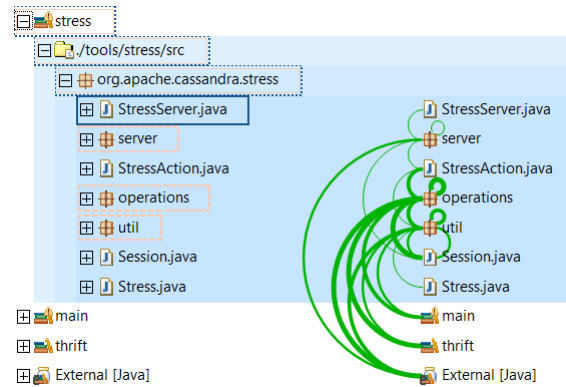 stress
./tools/stress/src
org.apache.cassandra.stress
StressServer.java StressServer.java
server server
StressAction.java StressAction.java
operations operations
util util
Session.java Session.java
Stress.java Stress.java
main main
thrift thrift
External [Java] External [Java]